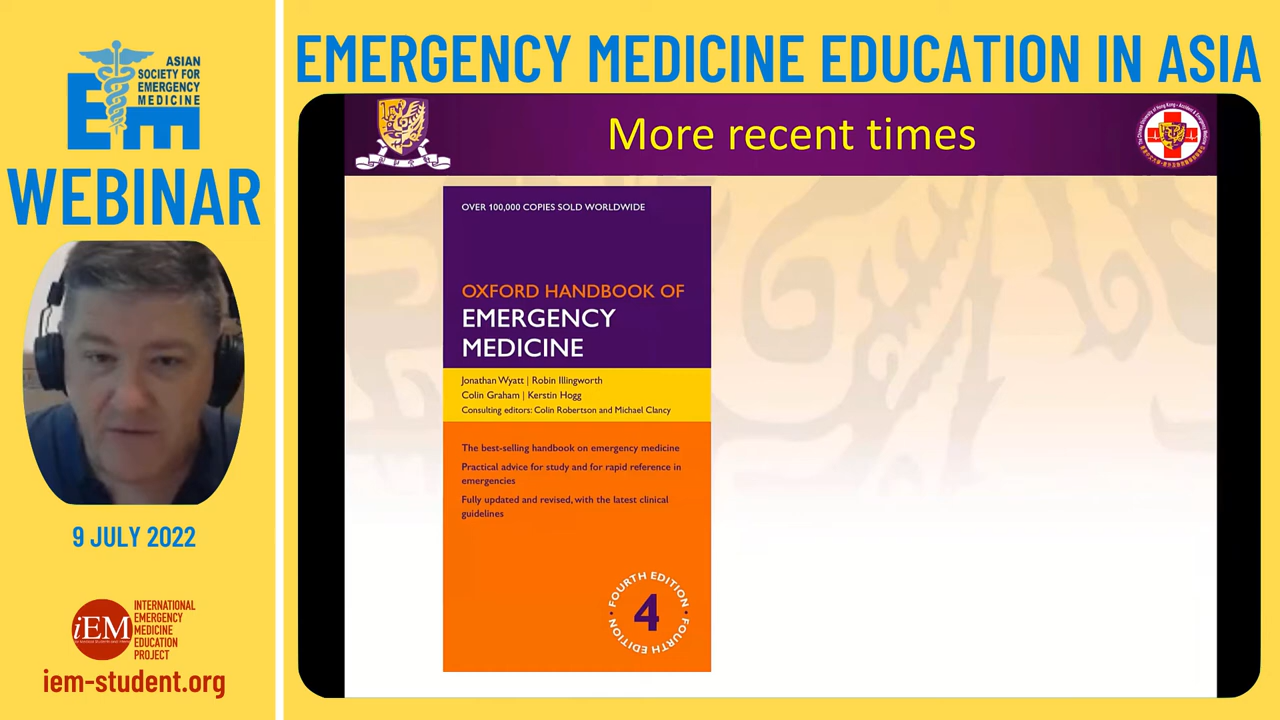 ASIAN
SOCIETY FOR
EMERGENCY
MEDICINE
EM
WEBINAR
9 JULY 2022
iEM
INTERNATIONAL
EMERGENCY
MEDICINE
EDUCATION
PROJECT
iem-student.org
EMERGENCY MEDICINE EDUCATION IN ASIA
More recent times
OVER 100,000 COPIES SOLD WORLDWIDE
OXFORD HANDBOOK OF
EMERGENCY
MEDICINE
Jonathan Wyatt | Robin Illingworth
Colin Graham | Kerstin Hogg
Consulting editors: Colin Robertson and Michael Clancy
The best-selling handbook on emergency medicine
Practical advice for study and for rapid reference in
emergencies
Fully updated and revised, with the latest clinical
guidelines
FOURTH EDITION
4
FOURTH EDITION